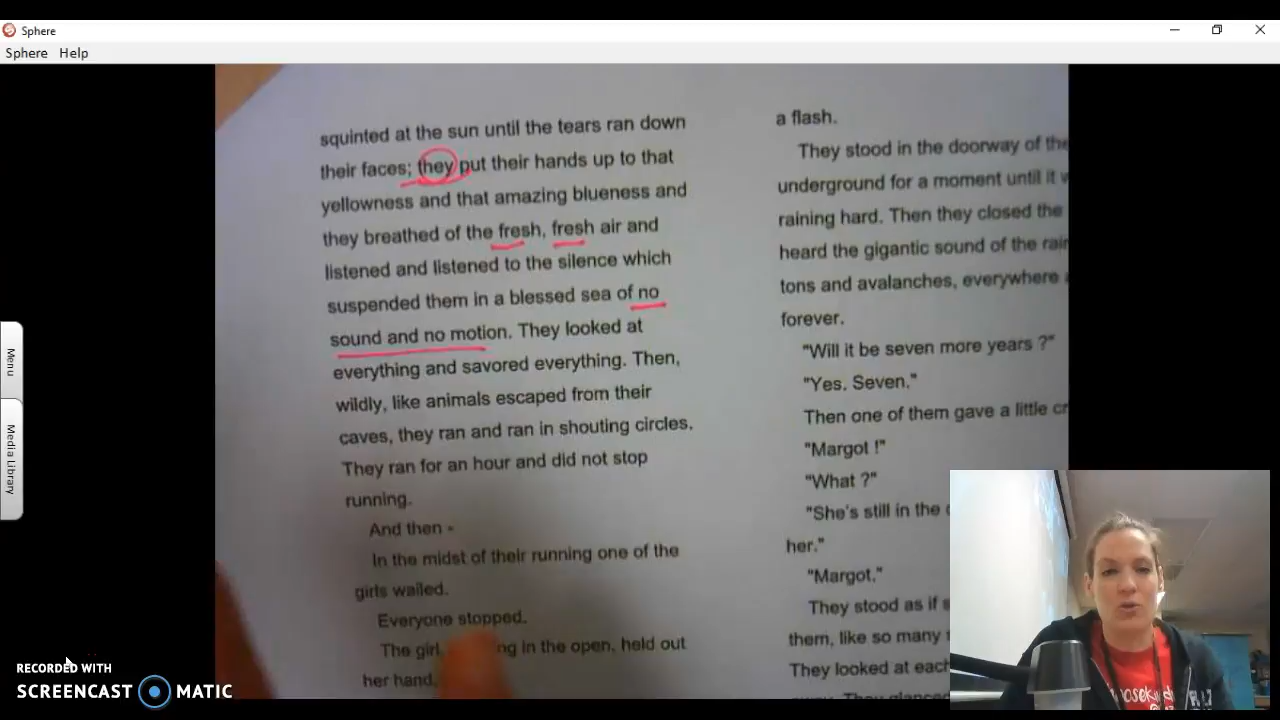 Sphere
Sphere Help
squinted at the sun until the tears ran down
their faces; they put their hands up to that
yellowness and that amazing blueness and
they breathed of the fresh, fresh air and
listened and listened to the silence which
suspended them in a blessed sea of no
sound and no motion. They looked at
everything and savored everything. Then,
wildly, like animals escaped from their
caves, they ran and ran in shouting circles.
They ran for an hour and did not stop
running.
And then -
In the midst of their running one of the
girls wailed.
Everyone stopped.
The girl, in the open, held out
her hand.
a flash.
They stood in the doorway of the
underground for a moment until it
raining hard. Then they closed the
heard the gigantic sound of the
tons and avalanches, everywhere
forever.
"Will it be seven more years ?"
"Yes. Seven."
Then one of them gave a little
"Margot !"
"What ?"
"She's still in the
her."
"Margot."
They stood as if
them, like so many
They looked at
They glanced
Menu
Media Library
RECORDED WITH
SCREENCAST MATIC